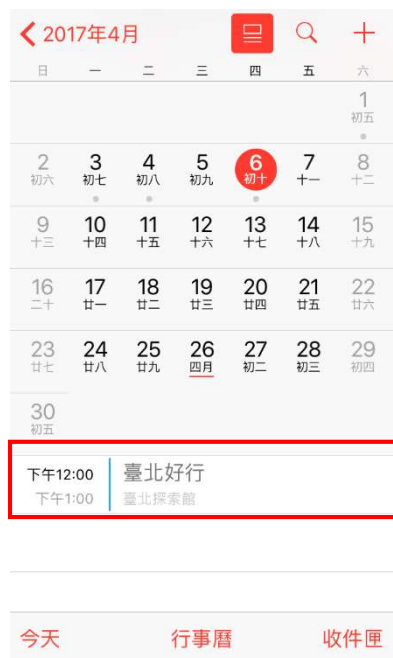 2017年4月
日 一 二 三 四 五 六
1
初五
2 3 4 5 6 7 8
初六 初七 初八 初九 初十 十一 十二
9 10 11 12 13 14 15
十三 十四 十五 十六 十七 十八 十九
16 17 18 19 20 21 22
二十 廿一 廿二 廿三 廿四 廿五 廿六
23 24 25 26 27 28 29
廿七 廿八 廿九 四月 初二 初三 初四
30
初五
下午12:00 臺北好行
下午1:00 臺北探索館
今天 行事曆 收件匣